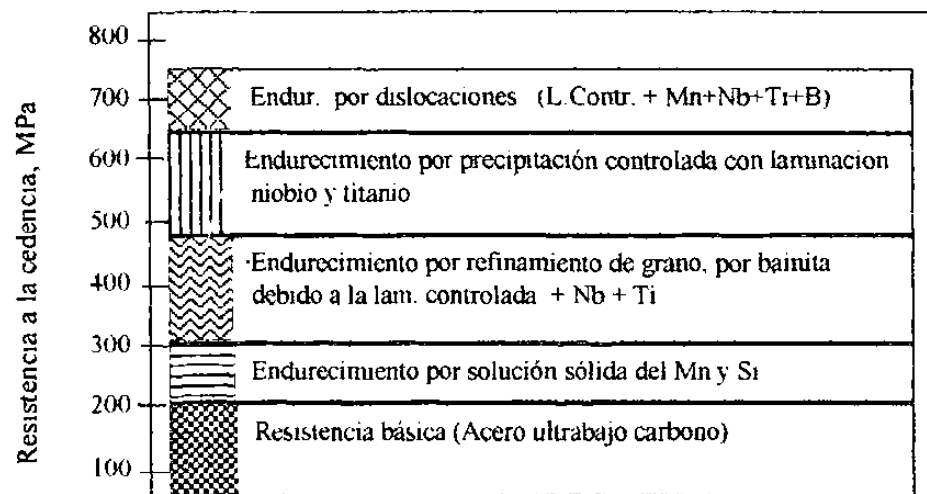 800
700
600
500
400
300
200
100
Resistencia a la cedencia, MPa
Endur. por dislocaciones (L.Contr. + Mn+Nb+Ti+B)
Endurecimiento por precipitación controlada con laminacion
niobio y titanio
Endurecimiento por refinamiento de grano, por bainita
debido a la lam. controlada + Nb + Ti
Endurecimiento por solución sólida del Mn y Si
Resistencia básica (Acero ultrabajo carbono)